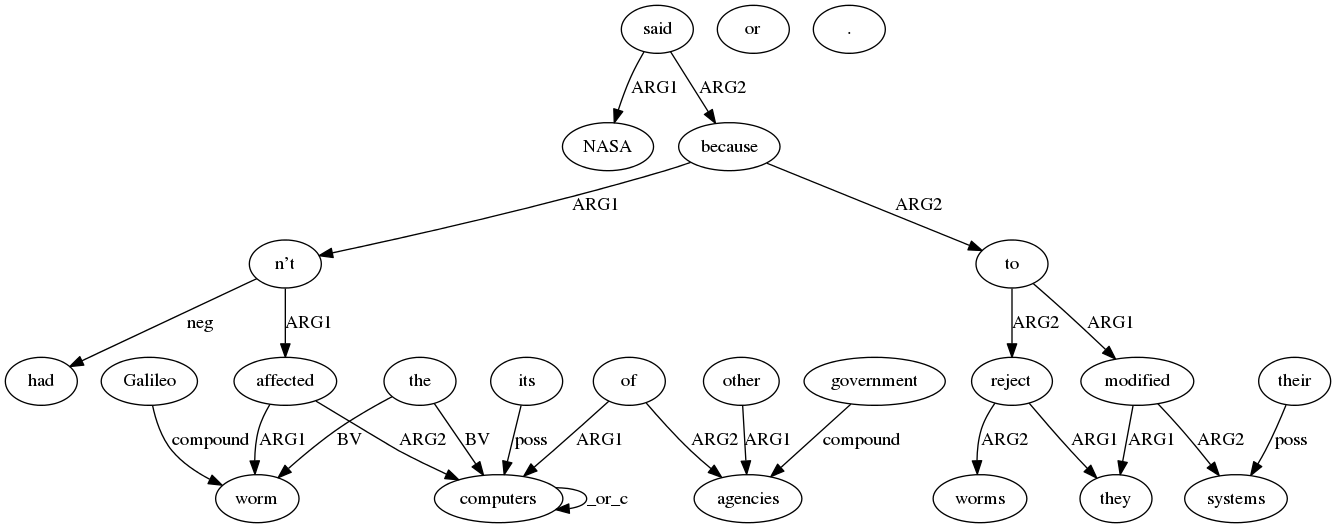 said or .
ARG1 ARG2
NASA because
ARG1 ARG2
n't to
neg ARG1 ARG2 ARG1
had Galileo affected the its of other government reject modified their
compound ARG1 BV ARG2 BV poss ARG1 ARG2 ARG1 compound ARG2 ARG1 ARG1 ARG2 poss
worm computers _or_c agencies worms they systems